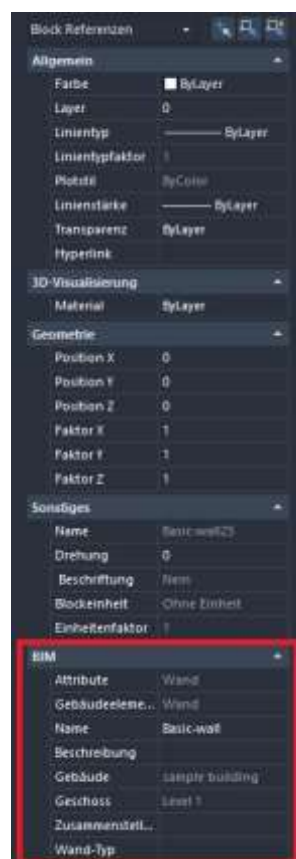 Block Referenzen
Allgemein
Farbe ByLayer
Layer 0
Linientyp ByLayer
Linientypfaktor 1
Plotstil ByColor
Linienstärke ByLayer
Transparenz ByLayer
Hyperlink
3D-Visualisierung
Material ByLayer
Geometrie
Position X 0
Position Y 0
Position Z 0
Faktor X 1
Faktor Y 1
Faktor Z 1
Sonstiges
Name Basic-wall25
Drehung 0
Beschriftung Nein
Blockeinheit Ohne Einheit
Einheitenfaktor 1
BIM
Attribute Wand
Gebäudeeleme... Wand
Name Basic-wall
Beschreibung
Gebäude sample building
Geschoss Level 1
Zusammenstell...
Wand-Typ